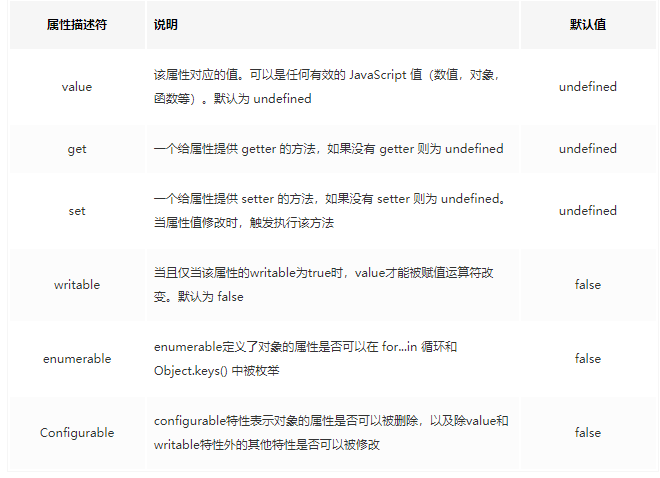 属性描述符 说明 默认值
value 该属性对应的值。可以是任何有效的 JavaScript 值（数值，对象， undefined
函数等）。默认为 undefined
get 一个给属性提供 getter 的方法，如果没有 getter 则为 undefined undefined
set 一个给属性提供 setter 的方法，如果没有 setter 则为 undefined。 undefined
当属性值修改时，触发执行该方法
writable 当且仅当该属性的writable为true时，value才能被赋值运算符改 false
变。默认为 false
enumerable enumerable定义了对象的属性是否可以在 for...in 循环和 false
Object.keys() 中被枚举
Configurable configurable特性表示对象的属性是否可以被删除，以及除value和 false
writable特性外的其他特性是否可以被修改